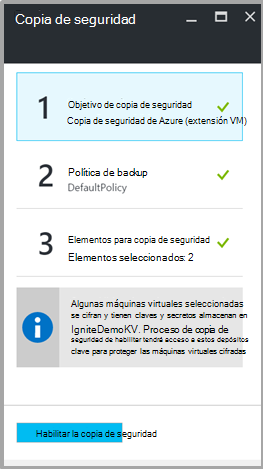 Copia de seguridad
1
Objetivo de copia de seguridad
Copia de seguridad de Azure (extensión VM)
2
Política de backup
DefaultPolicy
3
Elementos para copia de seguridad
Elementos seleccionados: 2
Algunas máquinas virtuales seleccionadas
se cifran y tienen claves y secretos almacenan en
IgniteDemoKV. Proceso de copia de
seguridad de habilitar tendrá acceso a estos depósitos
clave para proteger las máquinas virtuales cifradas
Habilitar la copia de seguridad